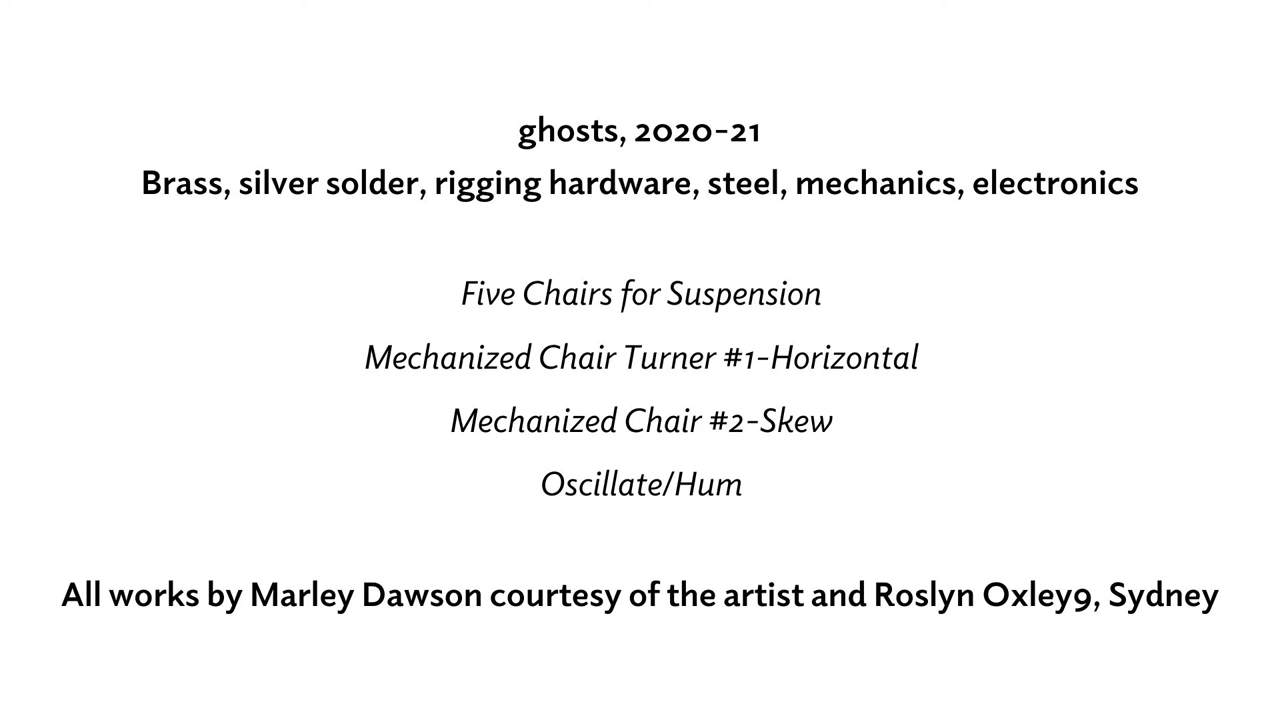 ghosts, 2020-21
Brass, silver solder, rigging hardware, steel, mechanics, electronics
Five Chairs for Suspension
Mechanized Chair Turner #1-Horizontal
Mechanized Chair #2-Skew
Oscillate/Hum
All works by Marley Dawson courtesy of the artist and Roslyn Oxley9, Sydney